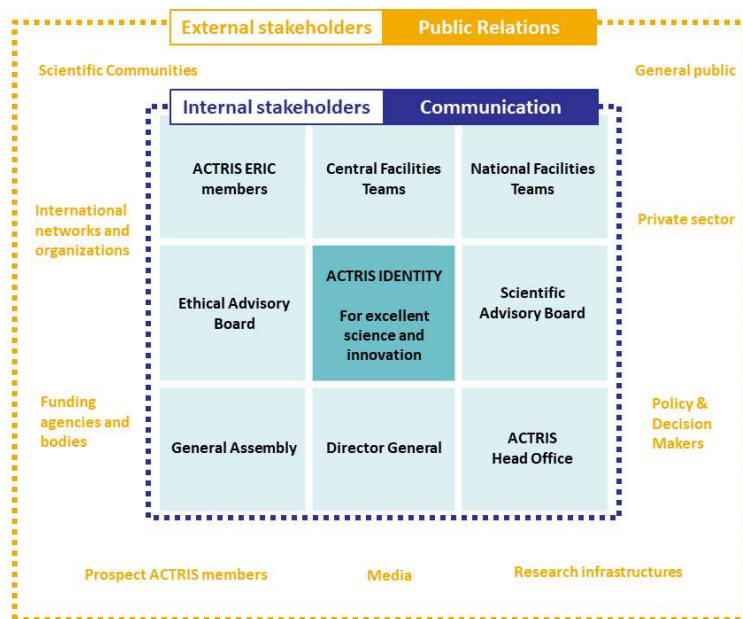 External stakeholders Public Relations
Scientific Communities
General public
Internal stakeholders Communication
ACTRIS ERIC
members
Central Facilities
Teams
National Facilities
Teams
International
networks and
organizations
Private sector
Ethical Advisory
Board
ACTRIS IDENTITY
For excellent
science and
innovation
Scientific
Advisory Board
Funding
agencies and
bodies
General Assembly
Director General
ACTRIS
Head Office
Policy &
Decision
Makers
Prospect ACTRIS members
Media
Research infrastructures